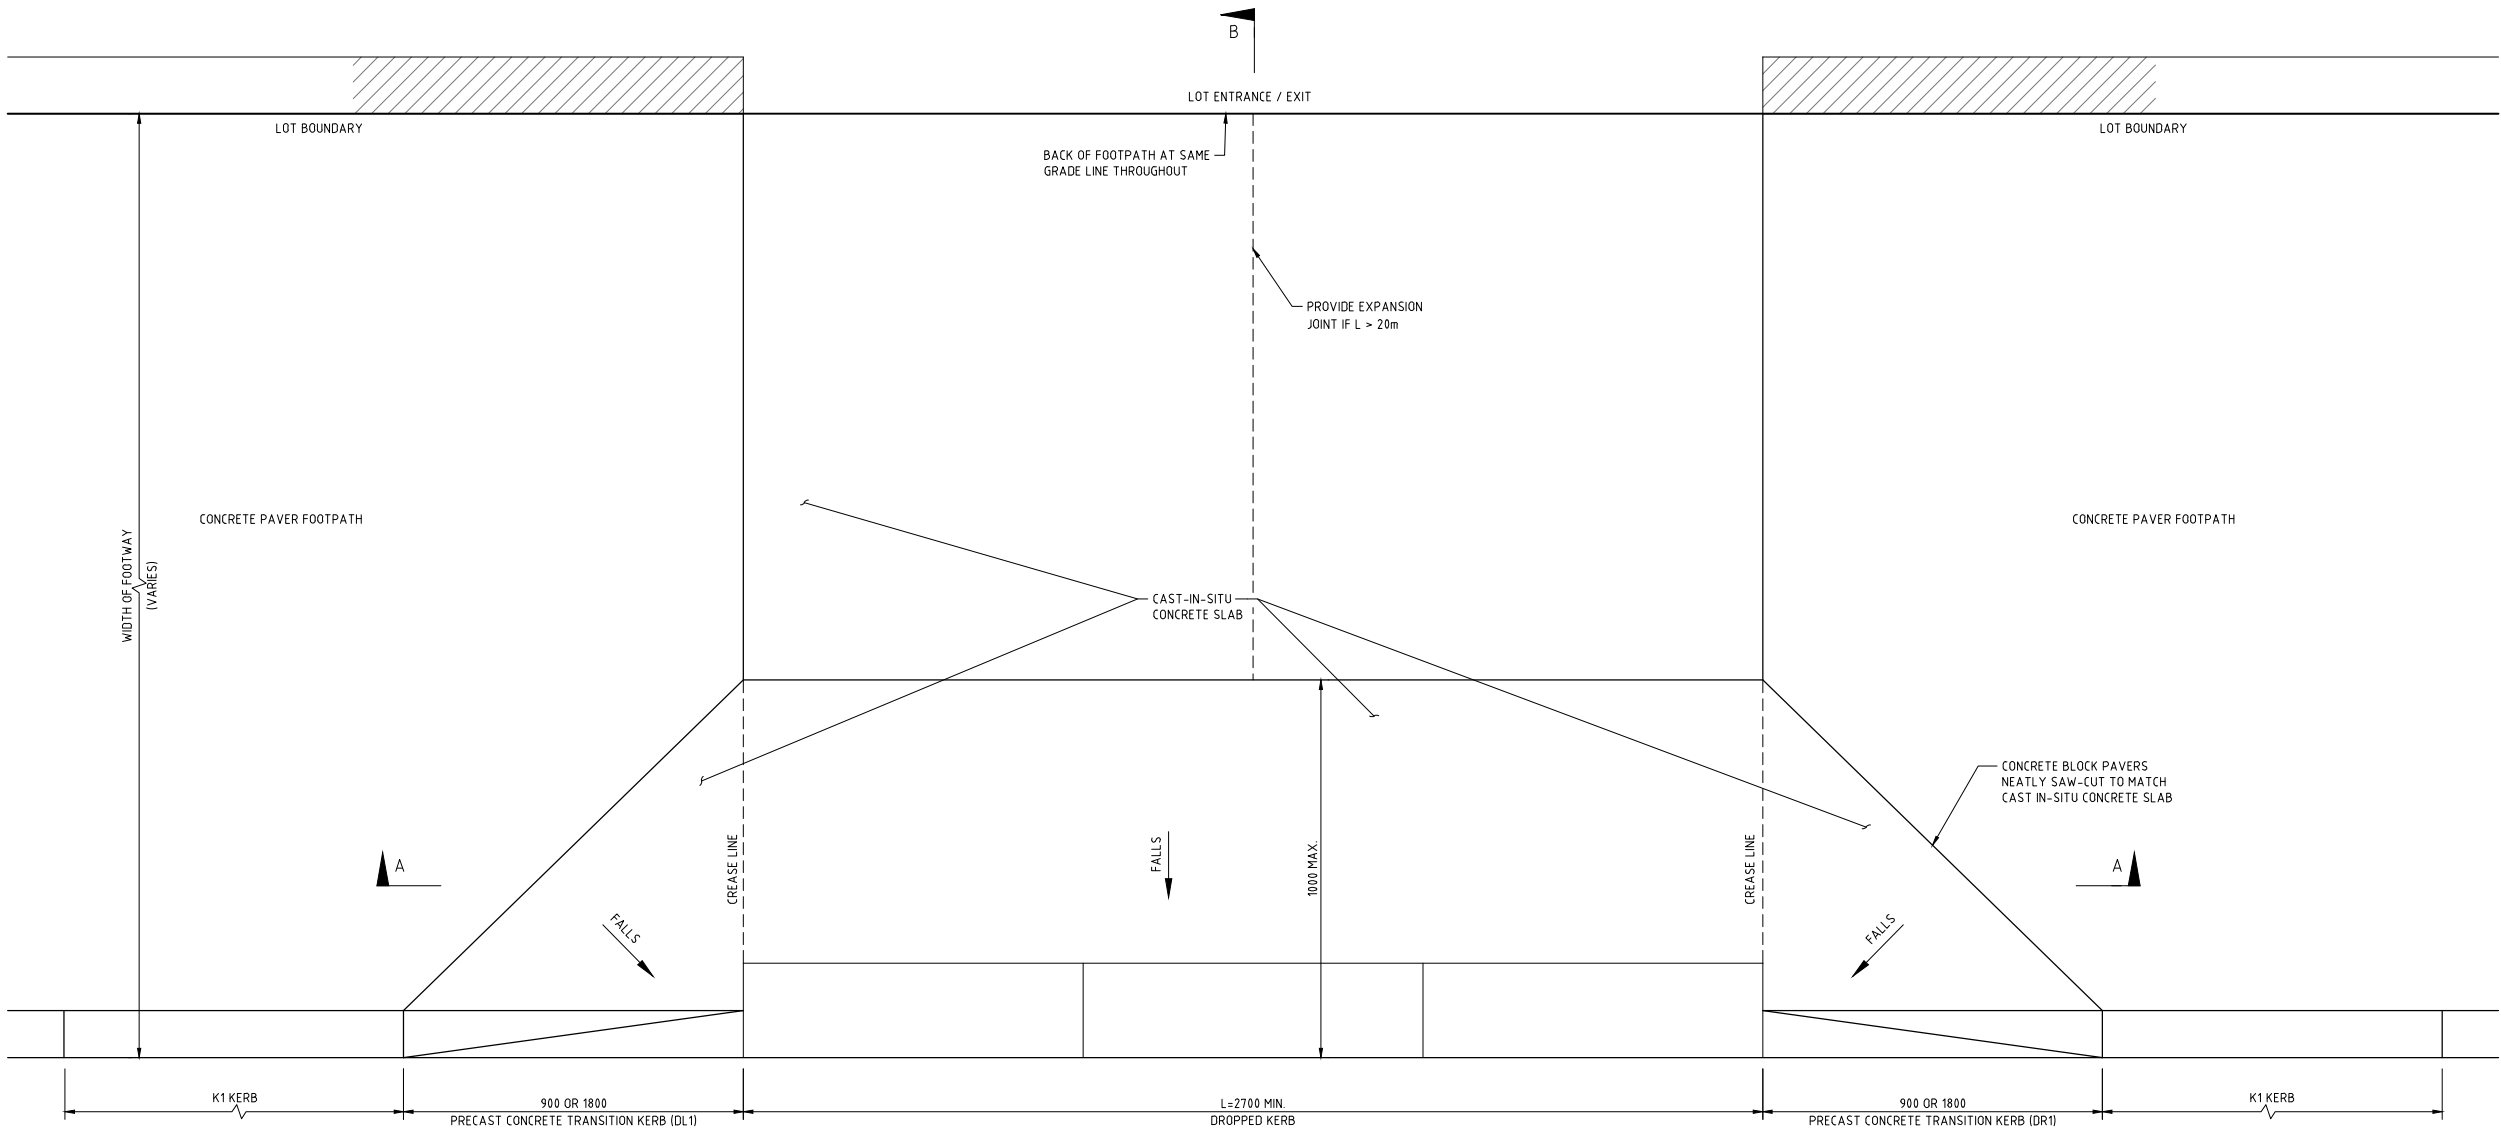 B
LOT ENTRANCE / EXIT
LOT BOUNDARY
LOT BOUNDARY
BACK OF FOOTPATH AT SAME
GRADE LINE THROUGHOUT
PROVIDE EXPANSION
JOINT IF L > 20m
CONCRETE PAVER FOOTPATH
CONCRETE PAVER FOOTPATH
WIDTH OF FOOTWAY
(VARIES)
CAST-IN-SITU
CONCRETE SLAB
CONCRETE BLOCK PAVERS
NEATLY SAW-CUT TO MATCH
CAST IN-SITU CONCRETE SLAB
A
CREASE LINE
FALLS
1000 MAX.
CREASE LINE
A
FALLS
FALLS
K1 KERB
900 OR 1800
PRECAST CONCRETE TRANSITION KERB (DL1)
L=2700 MIN.
DROPPED KERB
900 OR 1800
PRECAST CONCRETE TRANSITION KERB (DR1)
K1 KERB